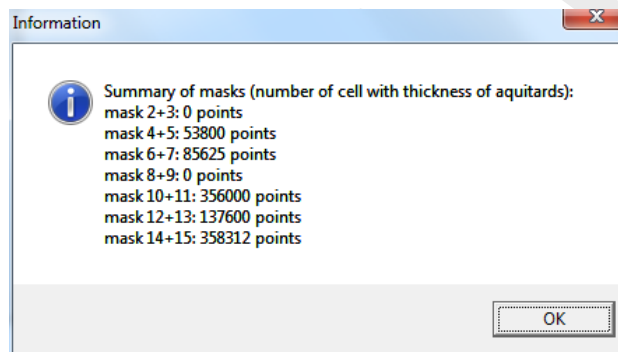 Information
Summary of masks (number of cell with thickness of aquitards):
mask 2+3: 0 points
mask 4+5: 53800 points
mask 6+7: 85625 points
mask 8+9: 0 points
mask 10+11: 356000 points
mask 12+13: 137600 points
mask 14+15: 358312 points
OK